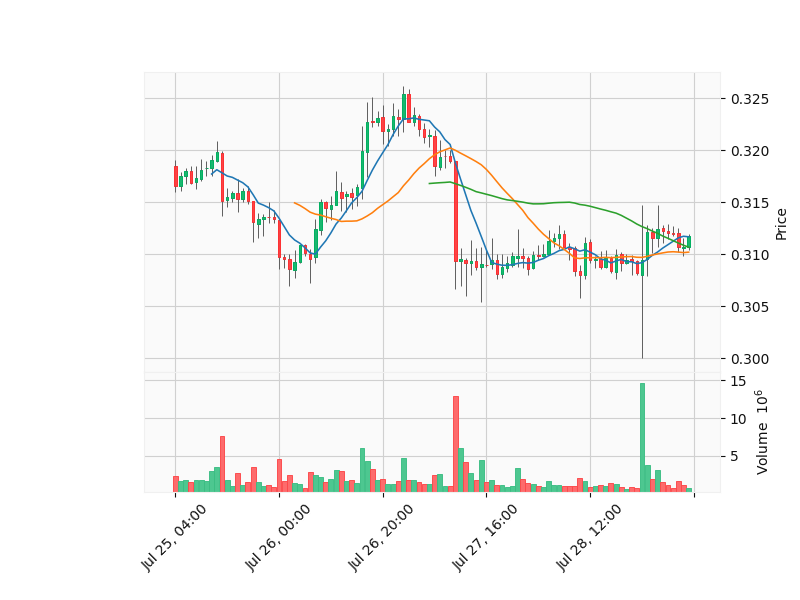 0.325
0.320
0.315
0.310
0.305
0.300
Price
15
10
5
Volume 10^6
Jul 25, 04:00
Jul 26, 00:00
Jul 26, 20:00
Jul 27, 16:00
Jul 28, 12:00